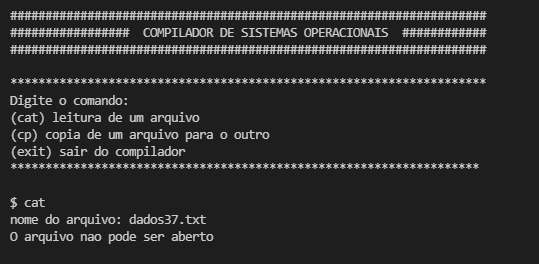 ####################################################################
################# COMPILADOR DE SISTEMAS OPERACIONAIS ############
####################################################################
********************************************************************
Digite o comando:
(cat) leitura de um arquivo
(cp) copia de um arquivo para o outro
(exit) sair do compilador
*******************************************************************
$ cat
nome do arquivo: dados37.txt
O arquivo nao pode ser aberto